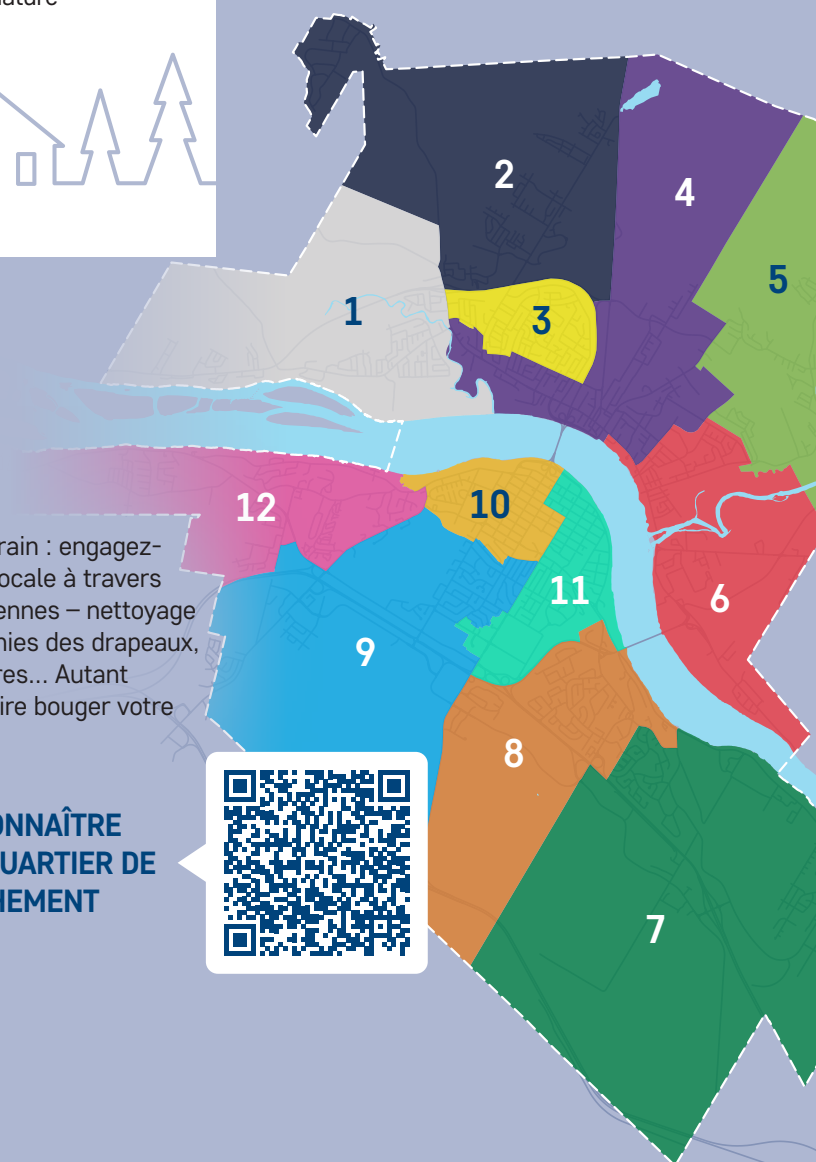 2
4
5
1
3
12
10
11
6
9
8
7
rain : engagez-
ocale à travers
ennes – nettoyage
nies des drapeaux,
res... Autant
ire bouger votre
ONNAÎTRE
UARTIER DE
HEMENT